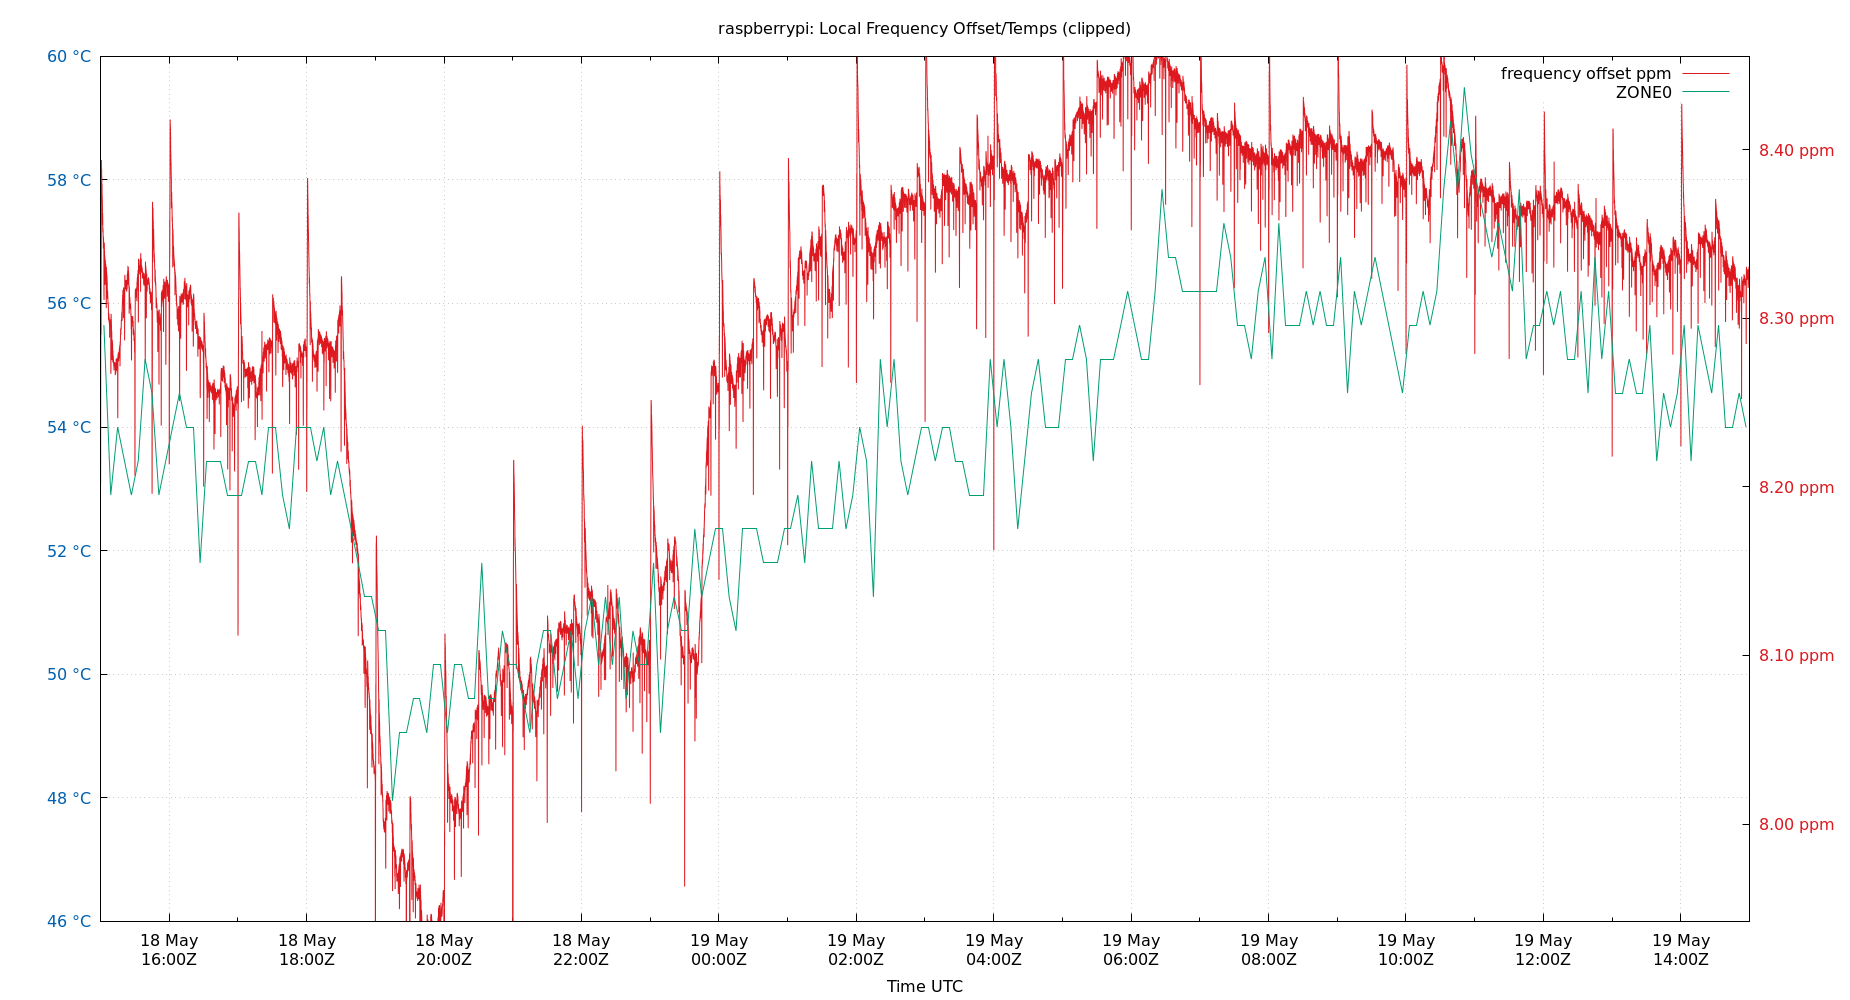 raspberrypi: Local Frequency Offset/Temps (clipped)
60 °C
58 °C
56 °C
54 °C
52 °C
50 °C
48 °C
46 °C
frequency offset ppm
ZONE0
8.40 ppm
8.30 ppm
8.20 ppm
8.10 ppm
8.00 ppm
18 May
16:00Z
18 May
18:00Z
18 May
20:00Z
18 May
22:00Z
19 May
00:00Z
19 May
02:00Z
19 May
04:00Z
19 May
06:00Z
19 May
08:00Z
19 May
10:00Z
19 May
12:00Z
19 May
14:00Z
Time UTC